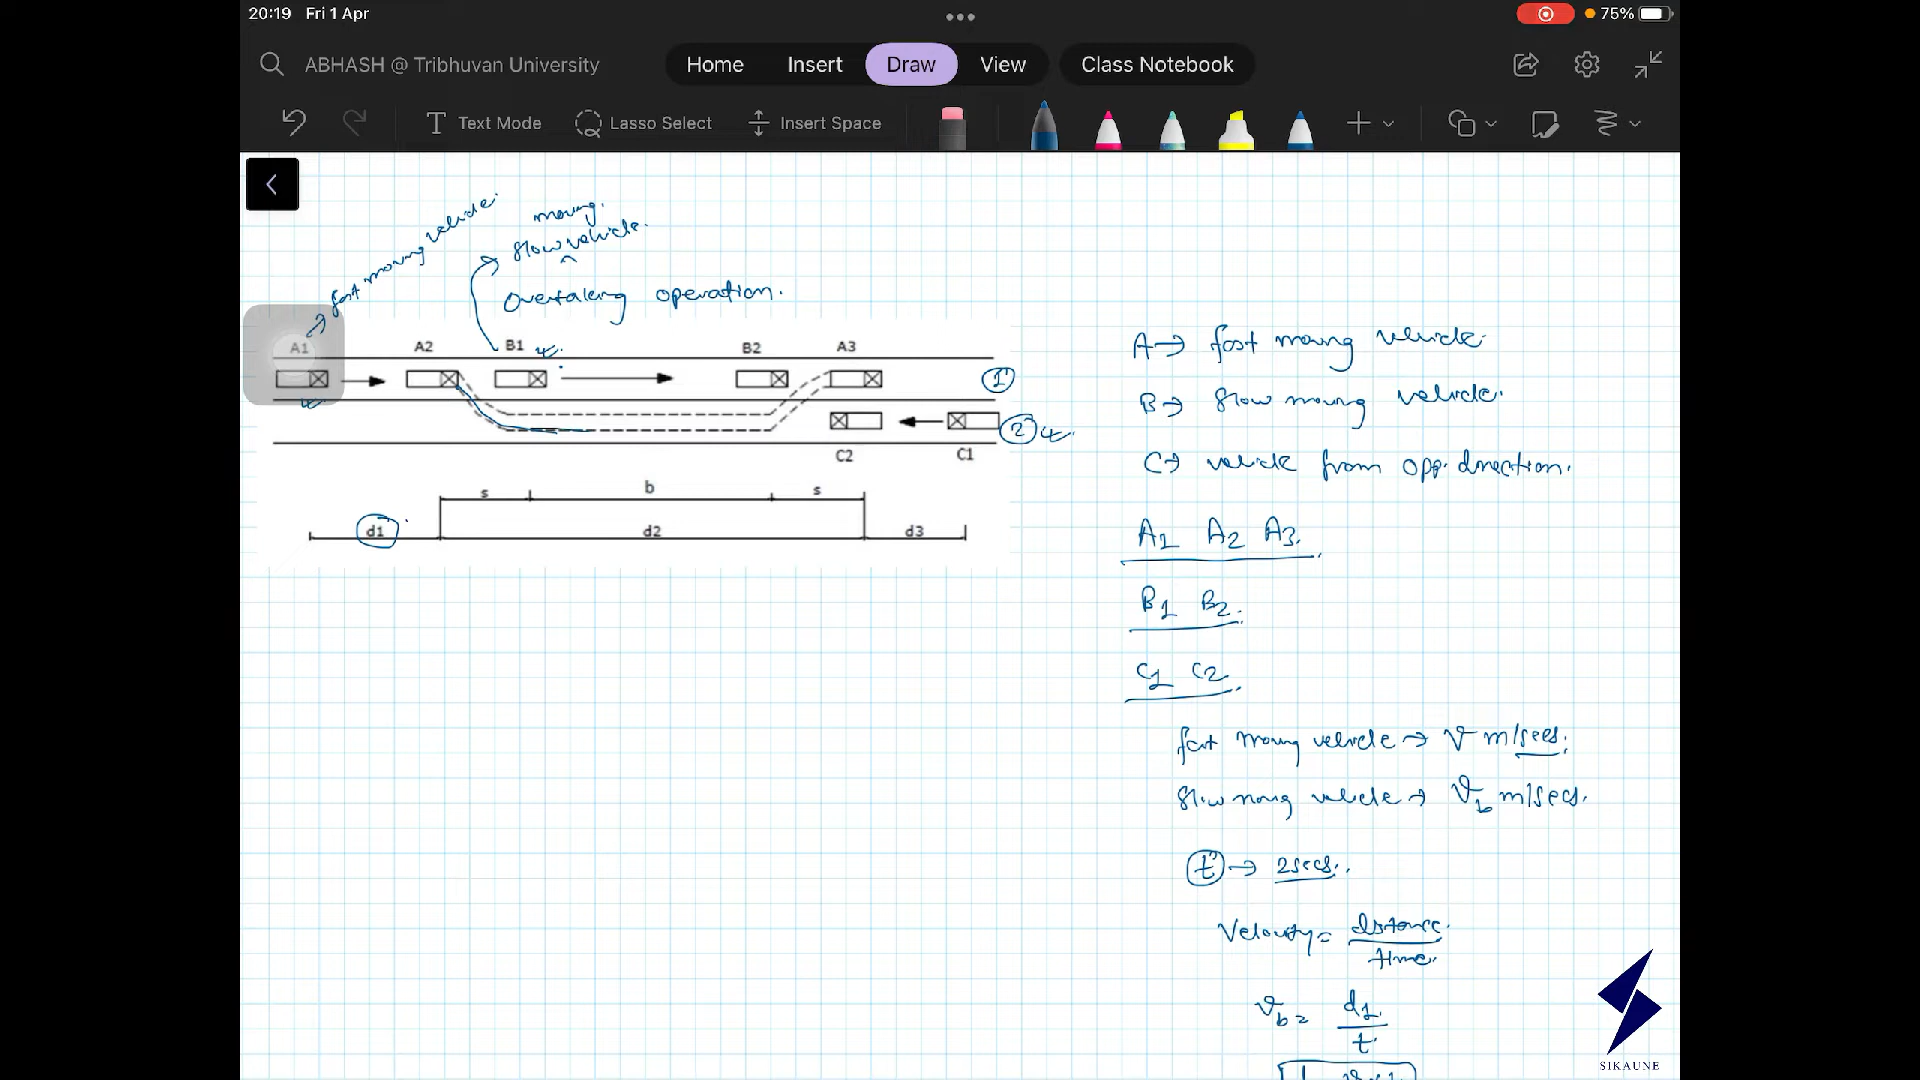 20:19 Fri 1 Apr
75%
ABHASH @ Tribhuvan University
Home Insert Draw View Class Notebook
Text Mode Lasso Select Insert Space
fast moving vehicle.
moving.
slow vehicle.
Overtaking operation.
A1 A2 B1 B2 A3
1
2
C2 C1
s b s
d1 d2 d3
A → fast moving vehicle.
B → slow moving vehicle.
C → vehicle from opp. direction.
A1 A2 A3.
B1 B2.
C1 C2
fast moving vehicle → V m/secs.
slow moving vehicle → Vb m/secs.
t → 2secs.
Velocity = distance
time.
Vb = d1
t
SIKAUNE